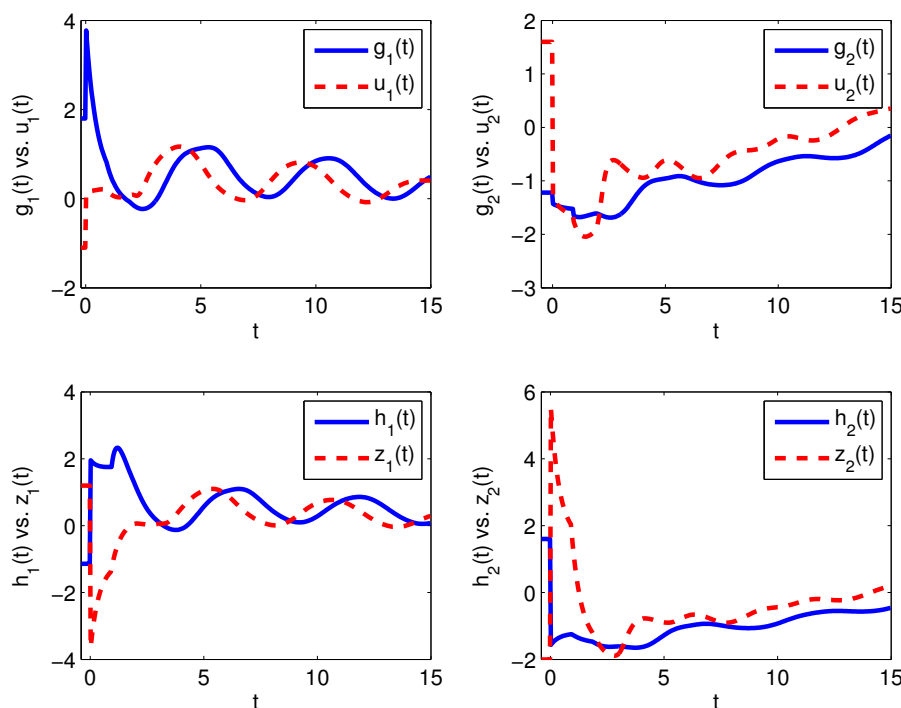 4
2
0
−2
0
5
10
15
t
g1(t) vs. u1(t)
g1(t)
u1(t)
2
1
0
−1
−2
−3
0
5
10
15
t
g2(t) vs. u2(t)
g2(t)
u2(t)
4
2
0
−2
−4
0
5
10
15
t
h1(t) vs. z1(t)
h1(t)
z1(t)
6
4
2
0
−2
0
5
10
15
t
h2(t) vs. z2(t)
h2(t)
z2(t)